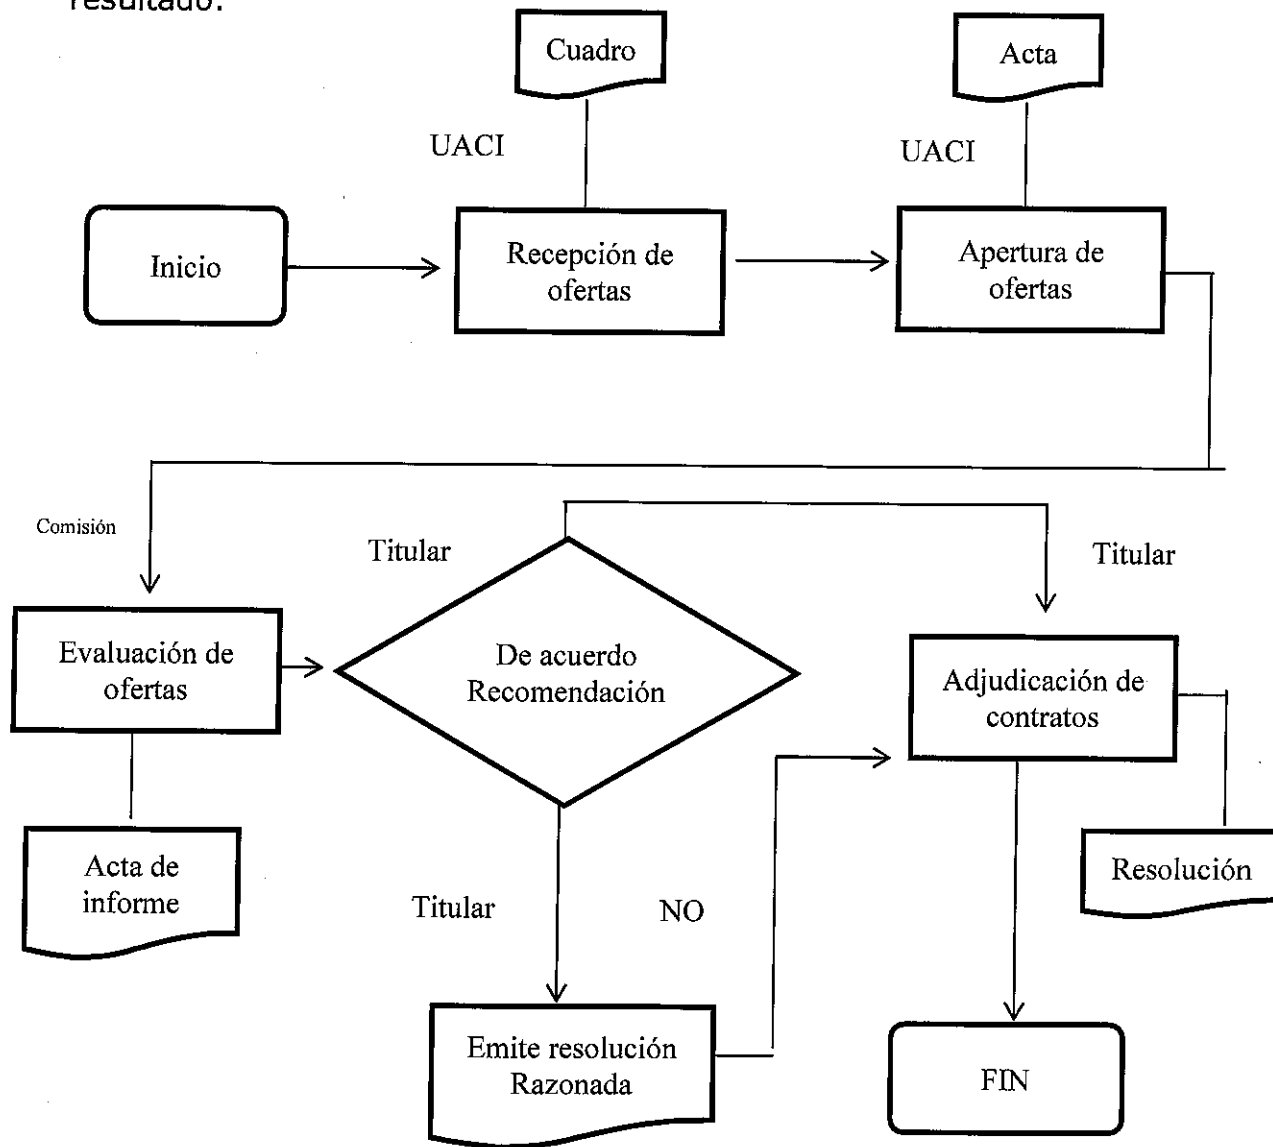 resultado:
Cuadro
Acta
UACI
UACI
Inicio
Recepción de
ofertas
Apertura de
ofertas
Comisión
Titular
Titular
Evaluación de
ofertas
De acuerdo
Recomendación
Adjudicación de
contratos
Acta de
informe
Titular
NO
Resolución
Emite resolución
Razonada
FIN